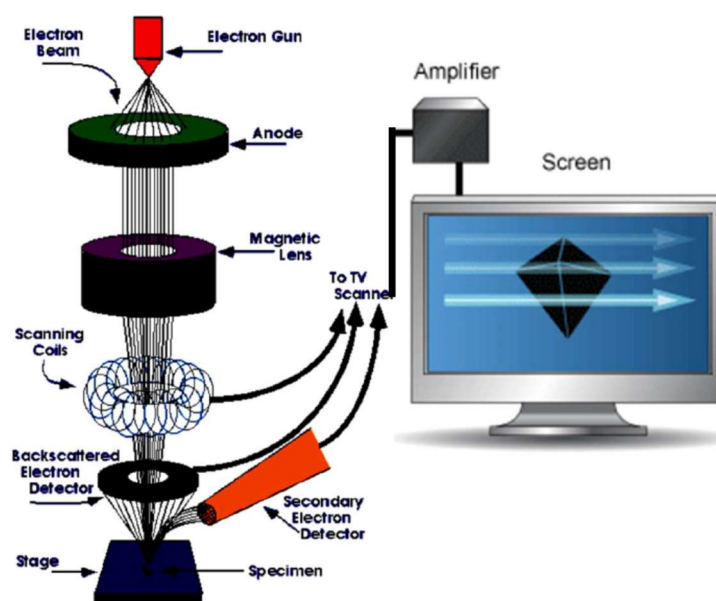 Electron
Beam
Electron Gun
Amplifier
Anode
Screen
Magnetic
Lens
To TV
Scanner
Scanning
Coils
Backscattered
Electron
Detector
Secondary
Electron
Detector
Stage
Specimen